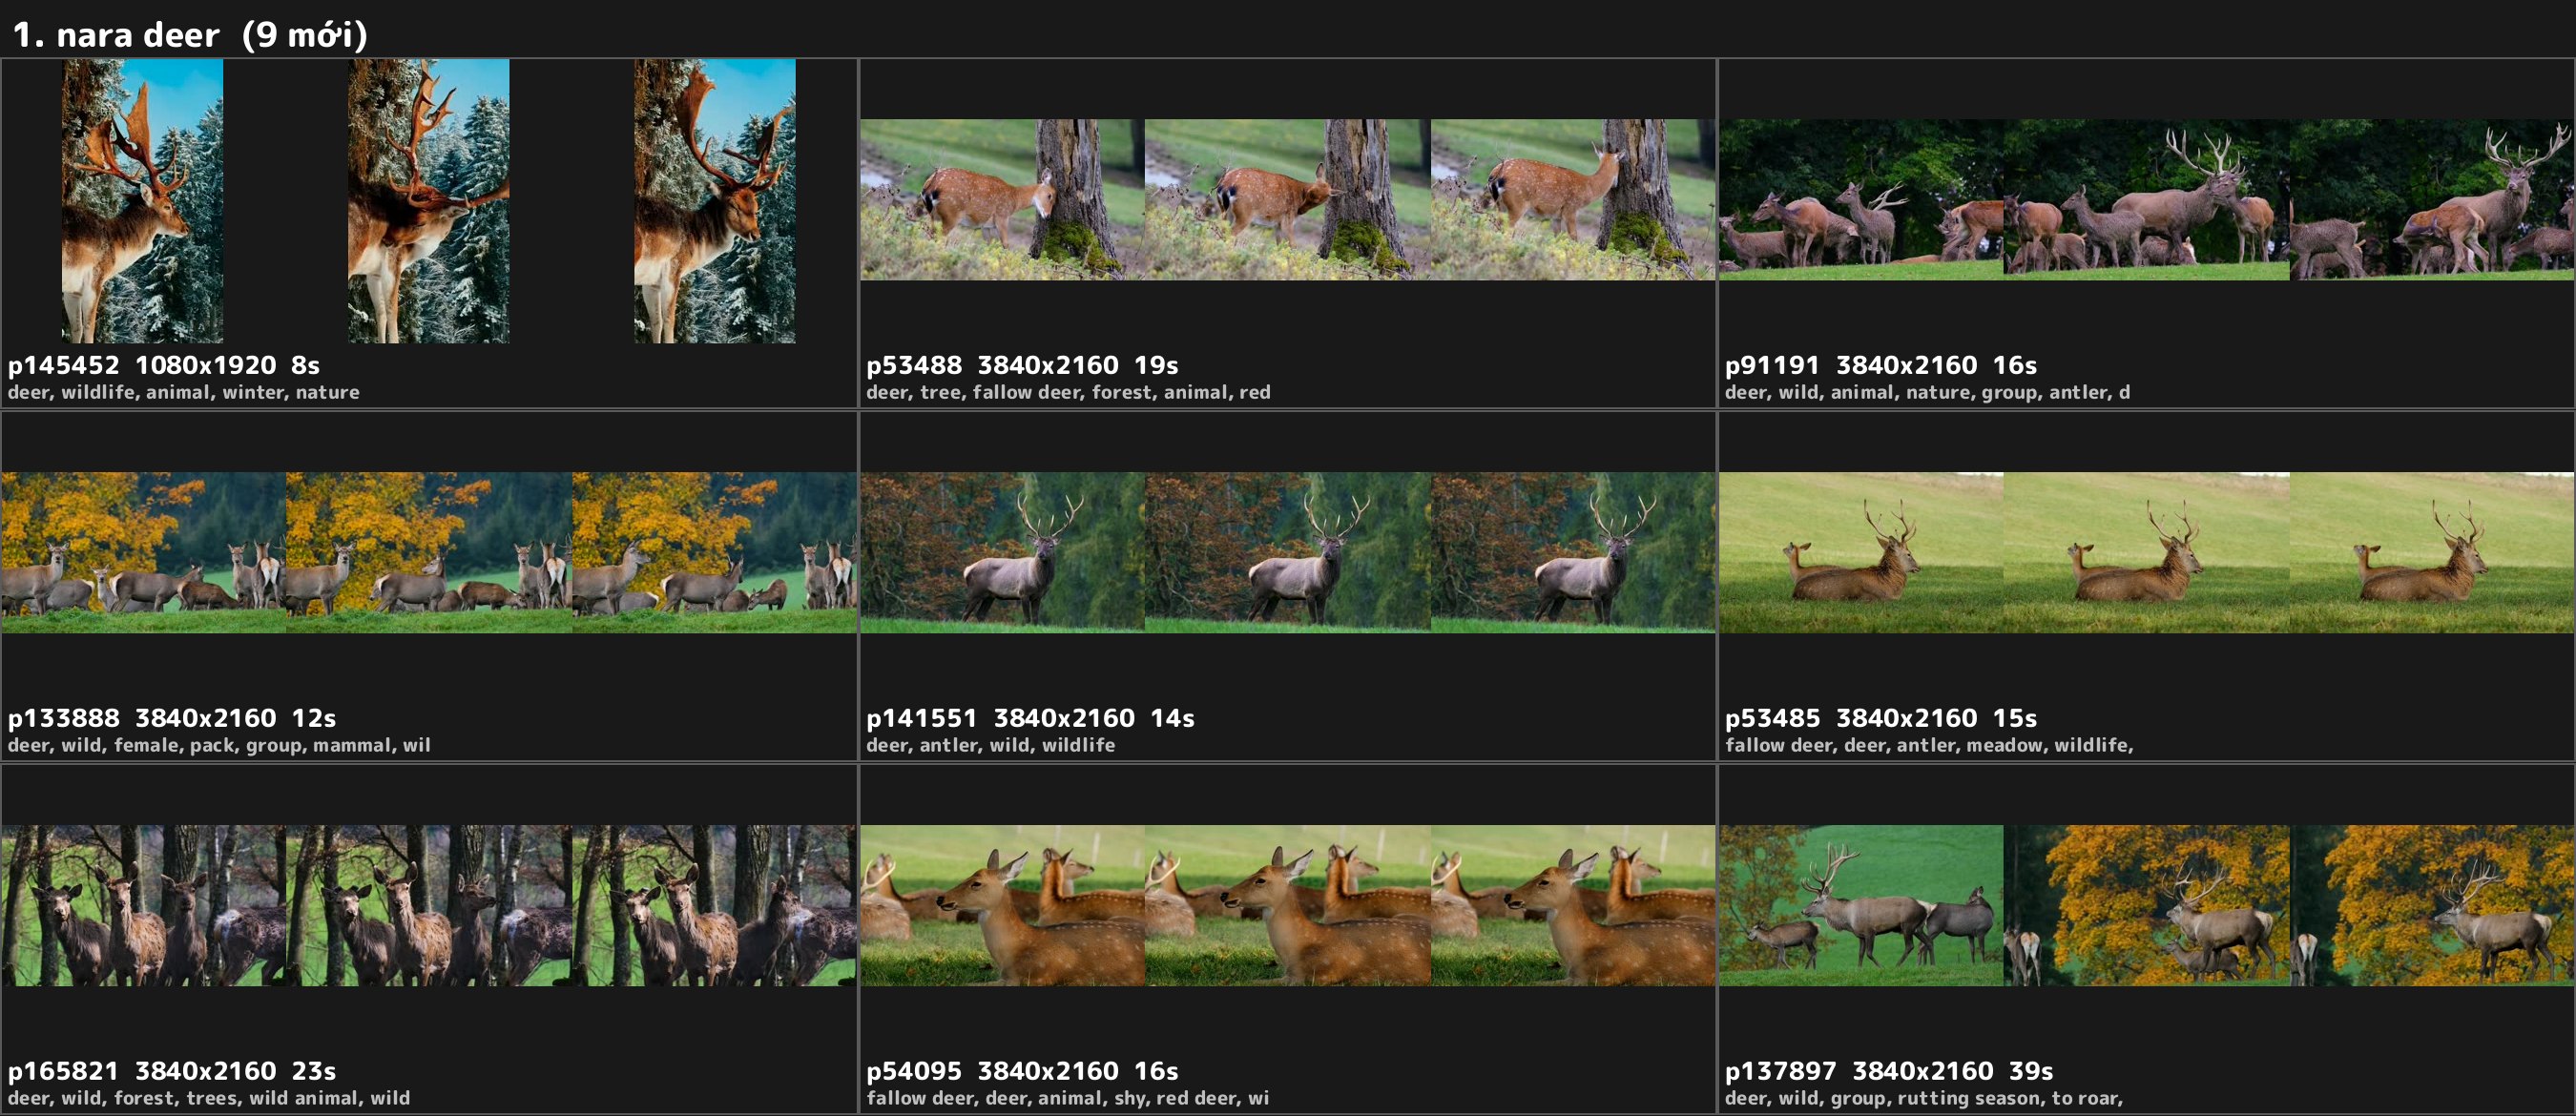 1. nara deer (9 mới)
p145452 1080x1920 8s
deer, wildlife, animal, winter, nature
p53488 3840x2160 19s
deer, tree, fallow deer, forest, animal, red
p91191 3840x2160 16s
deer, wild, animal, nature, group, antler, d
p133888 3840x2160 12s
deer, wild, female, pack, group, mammal, wil
p141551 3840x2160 14s
deer, antler, wild, wildlife
p53485 3840x2160 15s
fallow deer, deer, antler, meadow, wildlife,
p165821 3840x2160 23s
deer, wild, forest, trees, wild animal, wild
p54095 3840x2160 16s
fallow deer, deer, animal, shy, red deer, wi
p137897 3840x2160 39s
deer, wild, group, rutting season, to roar,